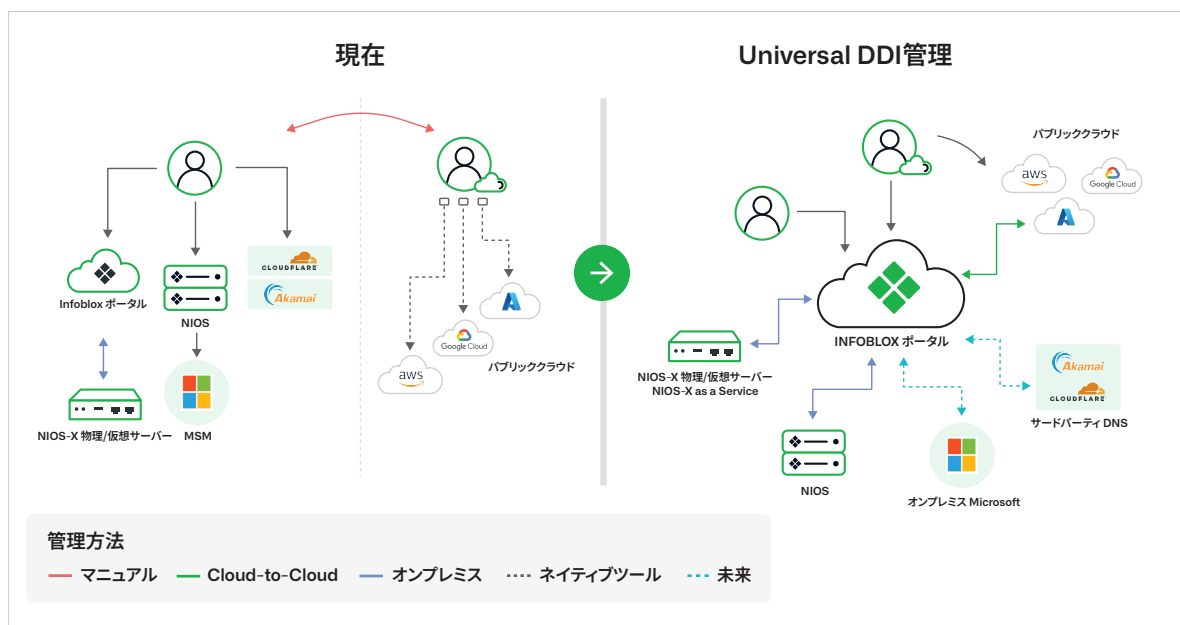 現在
Universal DDI管理
CLOUDFLARE
Akamai
Infoblox ポータル
NIOS
Google Cloud
aws
パブリッククラウド
NIOS-X 物理/仮想サーバー
MSM
パブリッククラウド
aws
Google Cloud
INFOBLOX ポータル
NIOS-X 物理/仮想サーバー
NIOS-X as a Service
Akamai
CLOUDFLARE
サードパーティ DNS
NIOS
オンプレミス Microsoft
管理方法
マニュアル
Cloud-to-Cloud
オンプレミス
ネイティブツール
未来